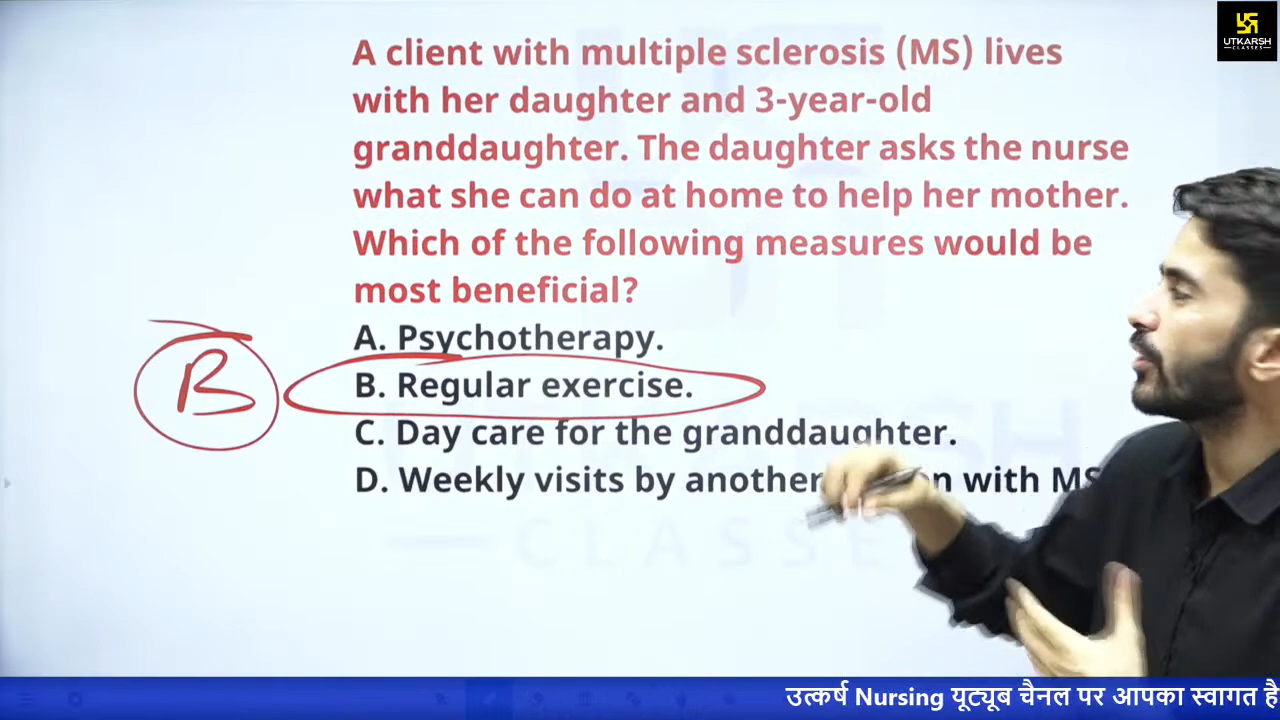 UTKARSH
CLASSES
A client with multiple sclerosis (MS) lives
with her daughter and 3-year-old
granddaughter. The daughter asks the nurse
what she can do at home to help her mother.
Which of the following measures would be
most beneficial?
A. Psychotherapy.
B
B. Regular exercise.
C. Day care for the granddaughter.
D. Weekly visits by another with MS
CLASSE
उत्कर्ष Nursing यूट्यूब चैनल पर आपका स्वागत है